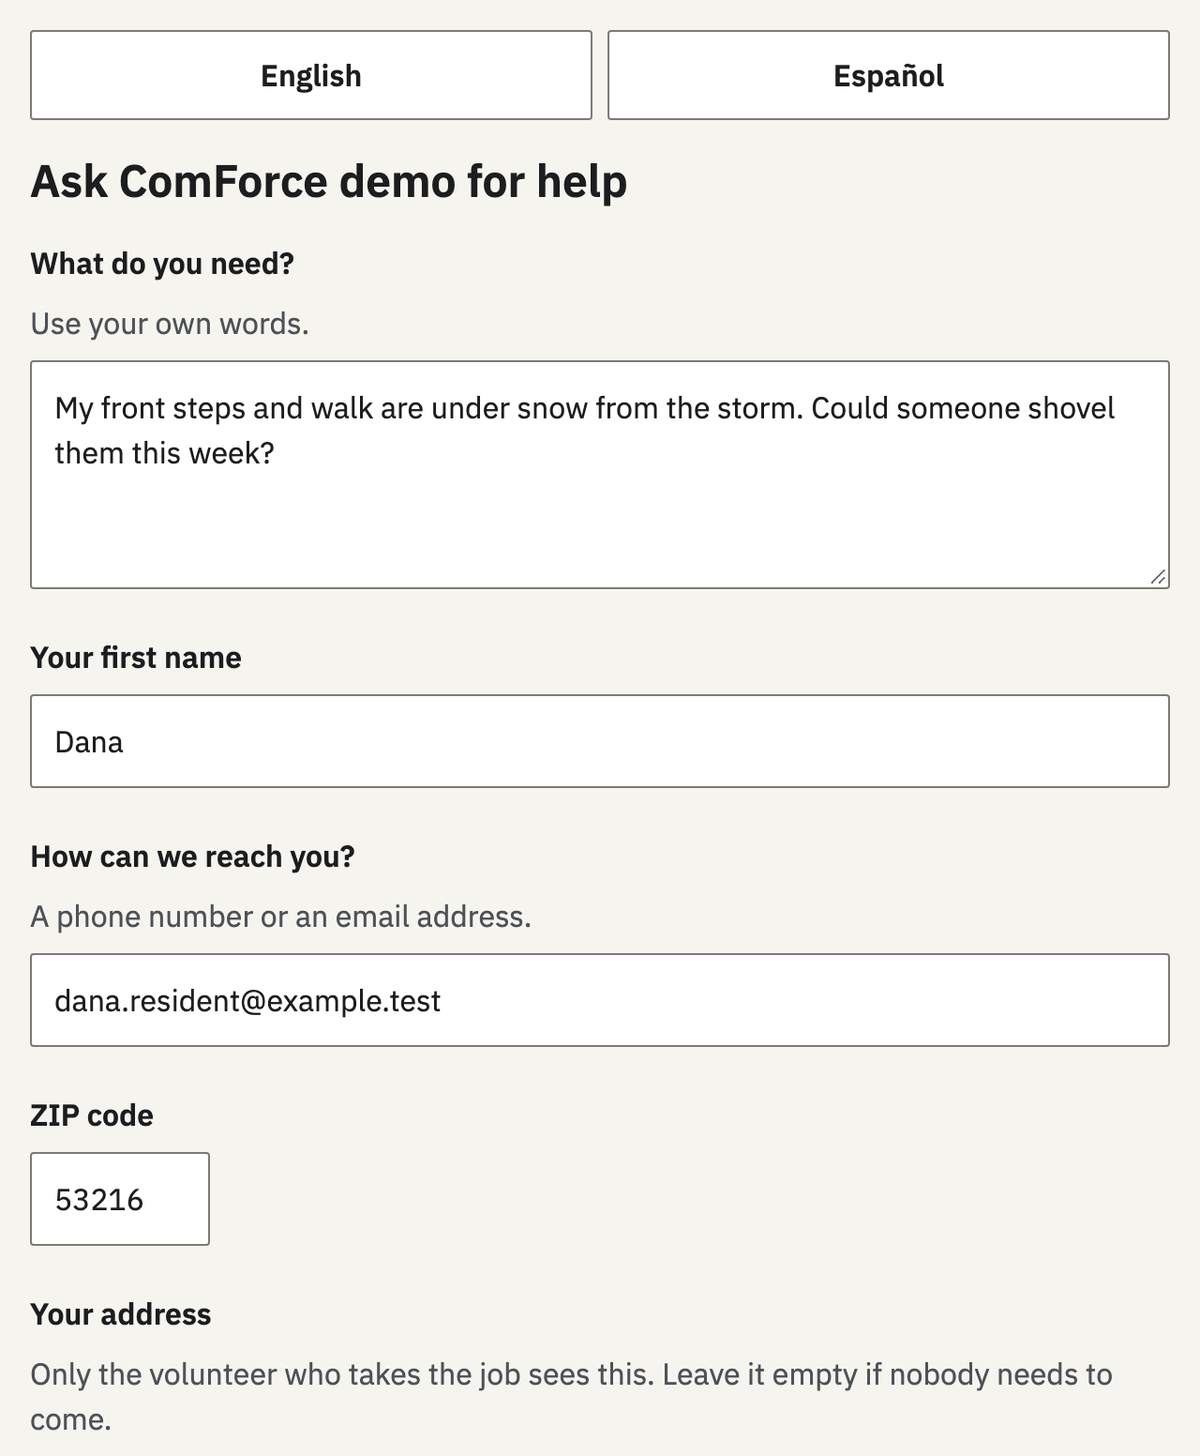 English
Español
Ask ComForce demo for help
What do you need?
Use your own words.
My front steps and walk are under snow from the storm. Could someone shovel
them this week?
Your first name
Dana
How can we reach you?
A phone number or an email address.
dana.resident@example.test
ZIP code
53216
Your address
Only the volunteer who takes the job sees this. Leave it empty if nobody needs to
come.